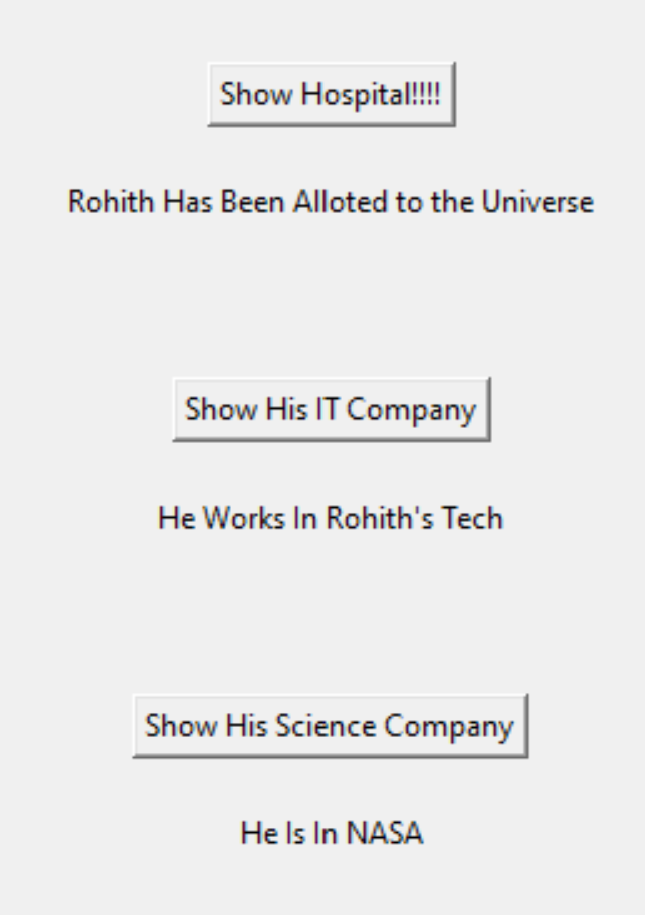 Show Hospital!!!!
Rohith Has Been Alloted to the Universe
Show His IT Company
He Works In Rohith's Tech
Show His Science Company
He Is In NASA